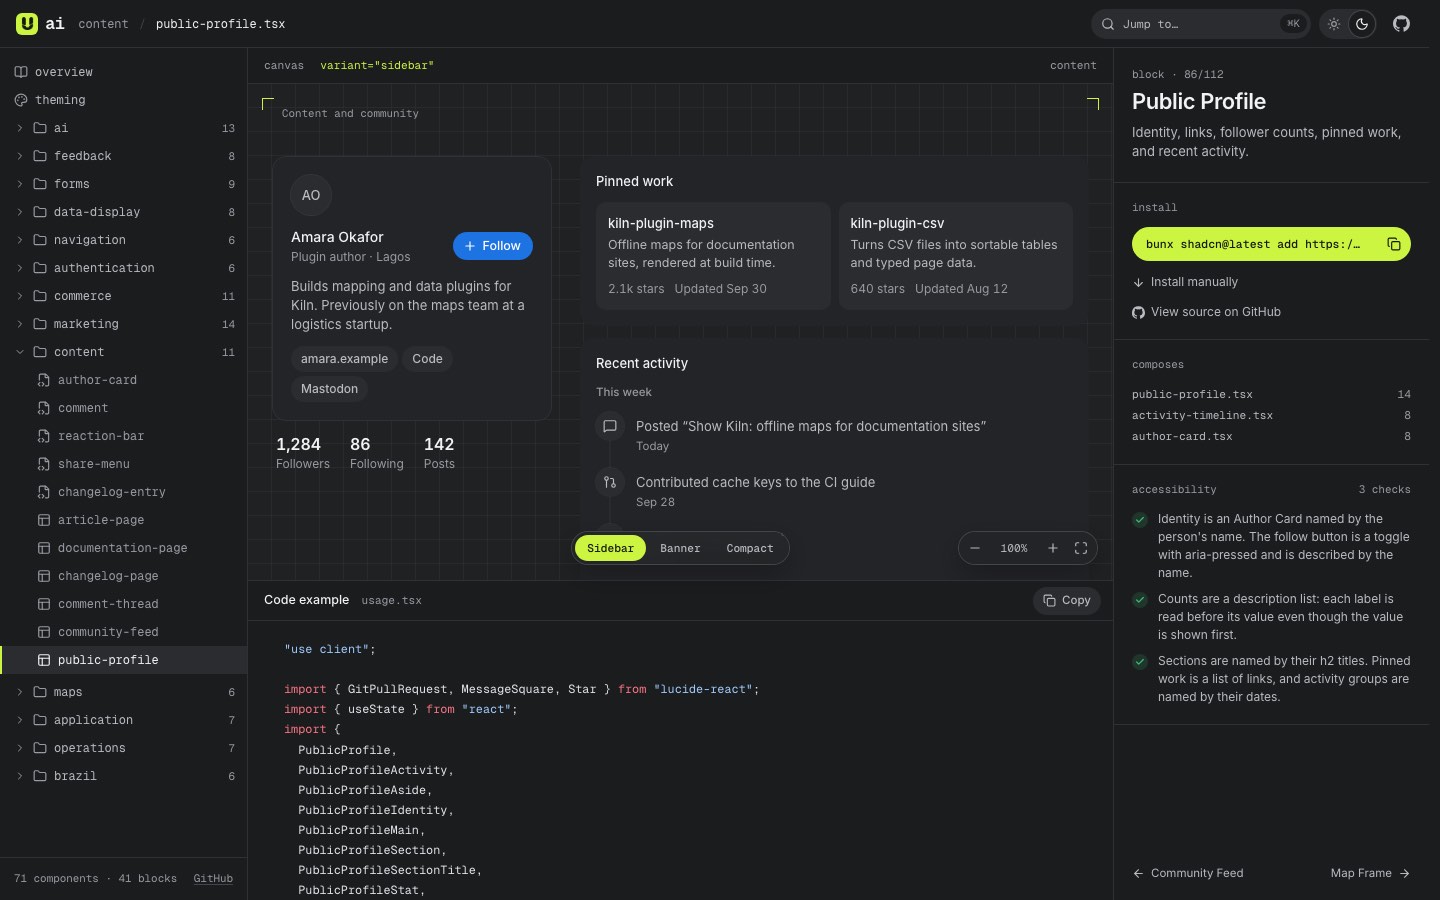 ai content / public-profile.tsx
Jump to… ⌘K
overview
theming
ai 13
feedback 8
forms 9
data-display 8
navigation 6
authentication 6
commerce 11
marketing 14
content 11
author-card
comment
reaction-bar
share-menu
changelog-entry
article-page
documentation-page
changelog-page
comment-thread
community-feed
public-profile
maps 6
application 7
operations 7
brazil 6
71 components · 41 blocks GitHub
canvas variant="sidebar" content
Content and community
AO
Amara Okafor
Plugin author · Lagos
Follow
Builds mapping and data plugins for
Kiln. Previously on the maps team at a
logistics startup.
amara.example Code
Mastodon
1,284 86 142
Followers Following Posts
Pinned work
kiln-plugin-maps
Offline maps for documentation
sites, rendered at build time.
2.1k stars Updated Sep 30
kiln-plugin-csv
Turns CSV files into sortable tables
and typed page data.
640 stars Updated Aug 12
Recent activity
This week
Posted “Show Kiln: offline maps for documentation sites”
Today
Contributed cache keys to the CI guide
Sep 28
Sidebar Banner Compact
100%
Code example usage.tsx
Copy
"use client";
import { GitPullRequest, MessageSquare, Star } from "lucide-react";
import { useState } from "react";
import {
PublicProfile,
PublicProfileActivity,
PublicProfileAside,
PublicProfileIdentity,
PublicProfileMain,
PublicProfileSection,
PublicProfileSectionTitle,
PublicProfileStat,
block · 86/112
Public Profile
Identity, links, follower counts, pinned work,
and recent activity.
install
bunx shadcn@latest add https:/…
Install manually
View source on GitHub
composes
public-profile.tsx 14
activity-timeline.tsx 8
author-card.tsx 8
accessibility 3 checks
Identity is an Author Card named by the
person's name. The follow button is a toggle
with aria-pressed and is described by the
name.
Counts are a description list: each label is
read before its value even though the value
is shown first.
Sections are named by their h2 titles. Pinned
work is a list of links, and activity groups are
named by their dates.
Community Feed Map Frame